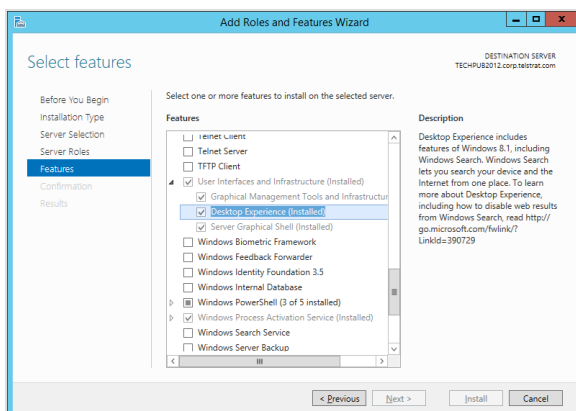 Add Roles and Features Wizard
Select features
DESTINATION SERVER
TECHPUB2012.corp.telstrat.com
Before You Begin
Installation Type
Server Selection
Server Roles
Features
Confirmation
Results
Select one or more features to install on the selected server.
Features
Telnet Client
Telnet Server
TFTP Client
User Interfaces and Infrastructure (Installed)
Graphical Management Tools and Infrastructur
Desktop Experience (Installed)
Server Graphical Shell (Installed)
Windows Biometric Framework
Windows Feedback Forwarder
Windows Identity Foundation 3.5
Windows Internal Database
Windows PowerShell (3 of 5 installed)
Windows Process Activation Service (Installed)
Windows Search Service
Windows Server Backup
Description
Desktop Experience includes
features of Windows 8.1, including
Windows Search. Windows Search
lets you search your device and the
Internet from one place. To learn
more about Desktop Experience,
including how to disable web results
from Windows Search, read http://
go.microsoft.com/fwlink/?
LinkId=390729
< Previous
Next >
Install
Cancel